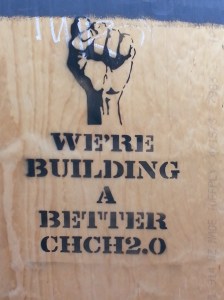 WE'RE
BUILDING
A
BETTER
CHCH2.0